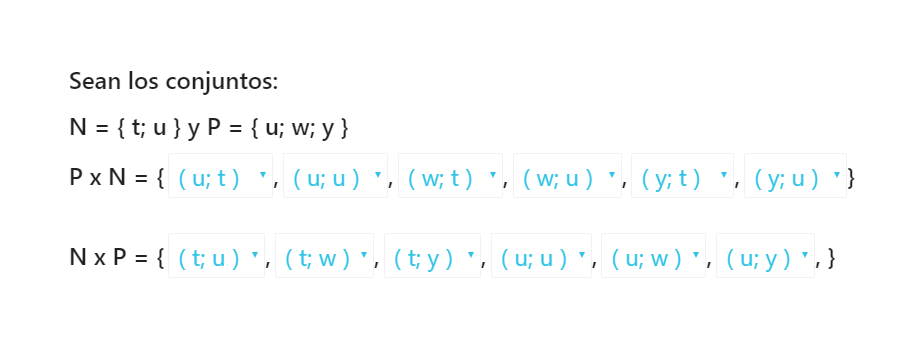 Sean los conjuntos:
N = { t; u } y P = { u; w; y }
P x N = { ( u; t ) , ( u; u ) , ( w; t ) , ( w; u ) , ( y; t ) , ( y; u ) }
N x P = { ( t; u ) , ( t; w ) , ( t; y ) , ( u; u ) , ( u; w ) , ( u; y ) , }